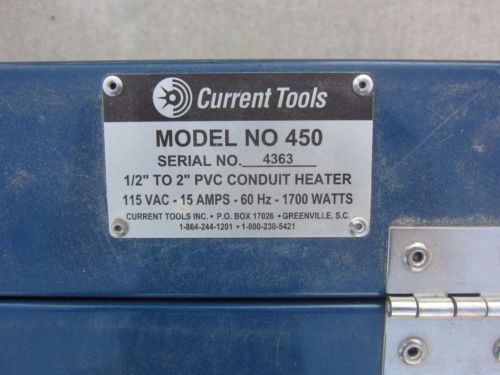 Current Tools
MODEL NO 450
SERIAL NO. 4363
1/2" TO 2" PVC CONDUIT HEATER
115 VAC - 15 AMPS - 60 Hz - 1700 WATTS
CURRENT TOOLS INC. • P.O. BOX 17026 • GREENVILLE, S.C.
1-864-244-1201 • 1-800-230-5421